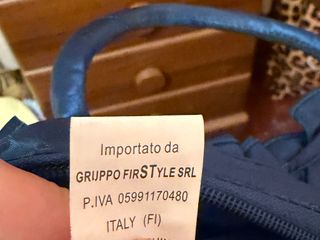 Importato da
GRUPPO FIRSTYLE SRL
P.IVA 05991170480
ITALY (FI)